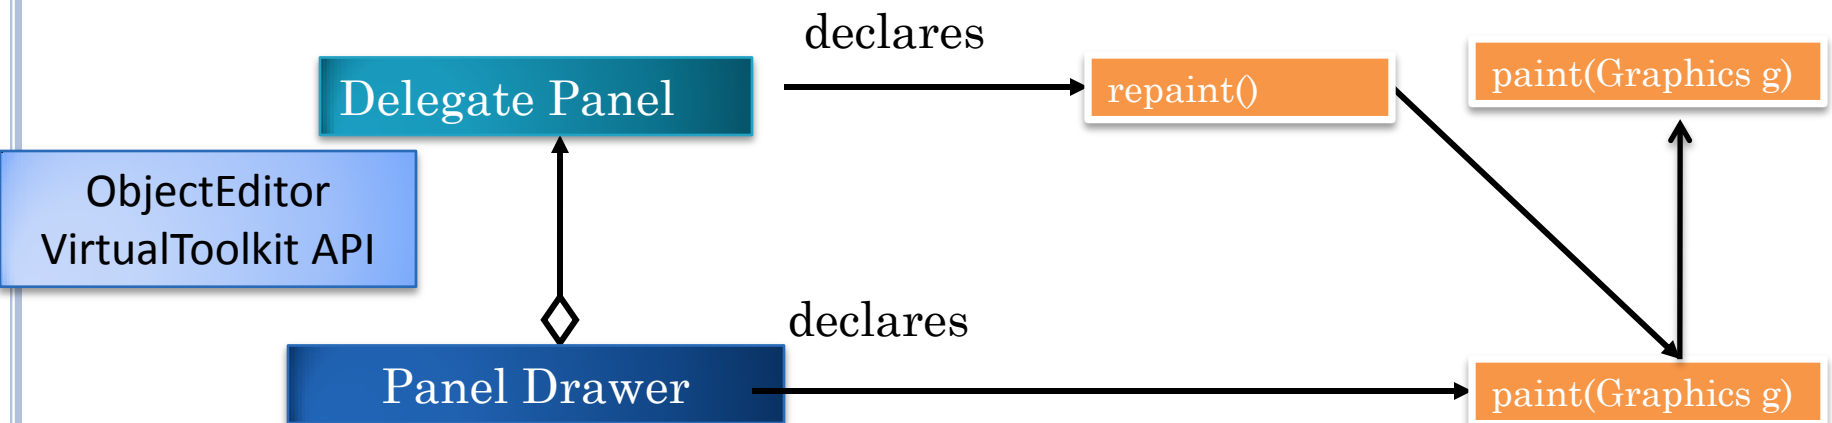 declares
Delegate Panel
repaint()
paint(Graphics g)
ObjectEditor
VirtualToolkit API
declares
Panel Drawer
paint(Graphics g)